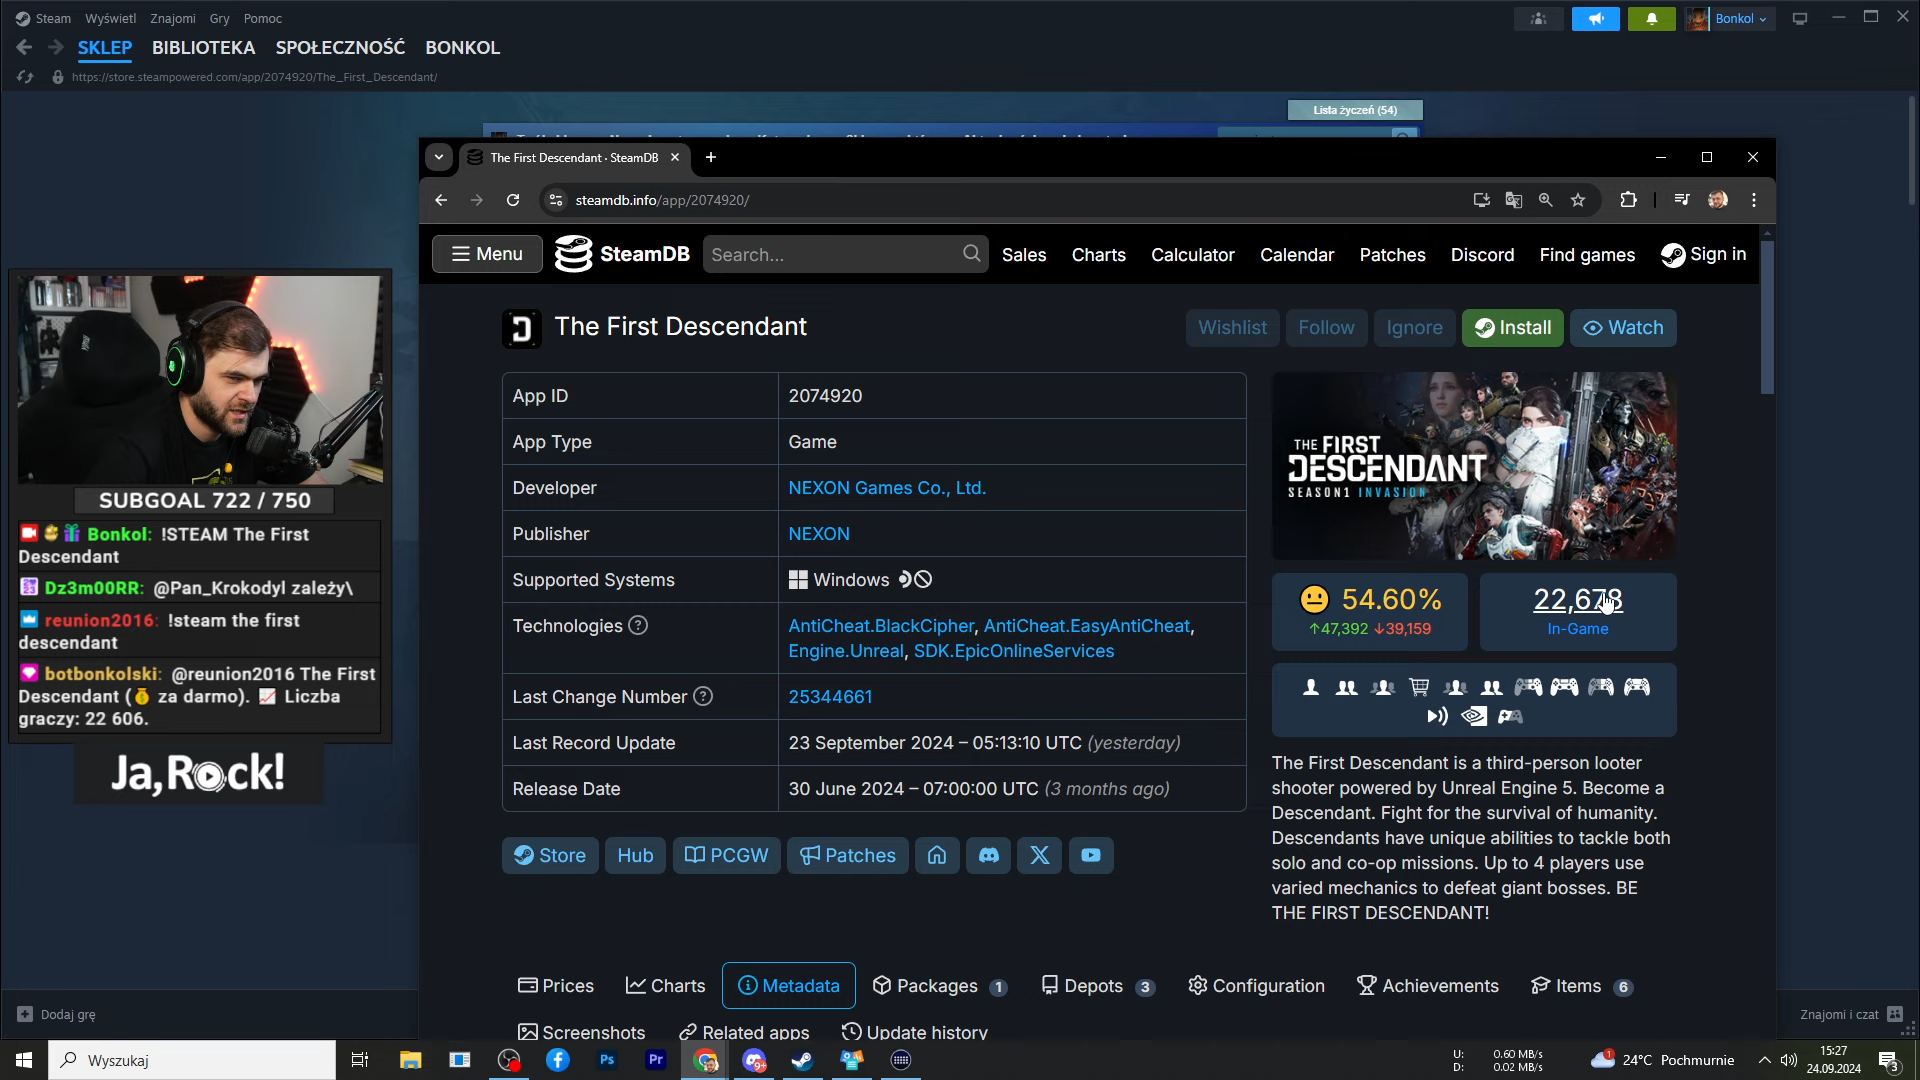 Steam Wyświetl Znajomi Gry Pomoc
Bonkol
SKLEP BIBLIOTEKA SPOŁECZNOŚĆ BONKOL
https://store.steampowered.com/app/2074920/The_First_Descendant/
Lista życzeń (54)
The First Descendant · SteamDB
steamdb.info/app/2074920/
Menu SteamDB Search... Sales Charts Calculator Calendar Patches Discord Find games Sign in
The First Descendant
Wishlist Follow Ignore Install Watch
App ID 2074920
App Type Game
Developer NEXON Games Co., Ltd.
Publisher NEXON
Supported Systems Windows
Technologies AntiCheat.BlackCipher, AntiCheat.EasyAntiCheat,
Engine.Unreal, SDK.EpicOnlineServices
Last Change Number 25344661
Last Record Update 23 September 2024 – 05:13:10 UTC (yesterday)
Release Date 30 June 2024 – 07:00:00 UTC (3 months ago)
Store Hub PCGW Patches
THE FIRST
DESCENDANT
SEASON1 INVASION
54.60%
↑47,392 ↓39,159
22,678
In-Game
The First Descendant is a third-person looter
shooter powered by Unreal Engine 5. Become a
Descendant. Fight for the survival of humanity.
Descendants have unique abilities to tackle both
solo and co-op missions. Up to 4 players use
varied mechanics to defeat giant bosses. BE
THE FIRST DESCENDANT!
Prices Charts Metadata Packages 1 Depots 3 Configuration Achievements Items 6
Screenshots Related apps Update history
SUBGOAL 722 / 750
Bonkol: !STEAM The First
Descendant
23 Dz3m00RR: @Pan_Krokodyl zależy\
reunion2016: !steam the first
descendant
botbonkolski: @reunion2016 The First
Descendant (🥇 za darmo). 📈 Liczba
graczy: 22 606.
Ja,Rock!
Dodaj grę
Znajomi i czat
Wyszukaj
Ps Pr
9+
U: 0.60 MB/s
D: 0.02 MB/s
1
24°C Pochmurnie
15:27
24.09.2024
3